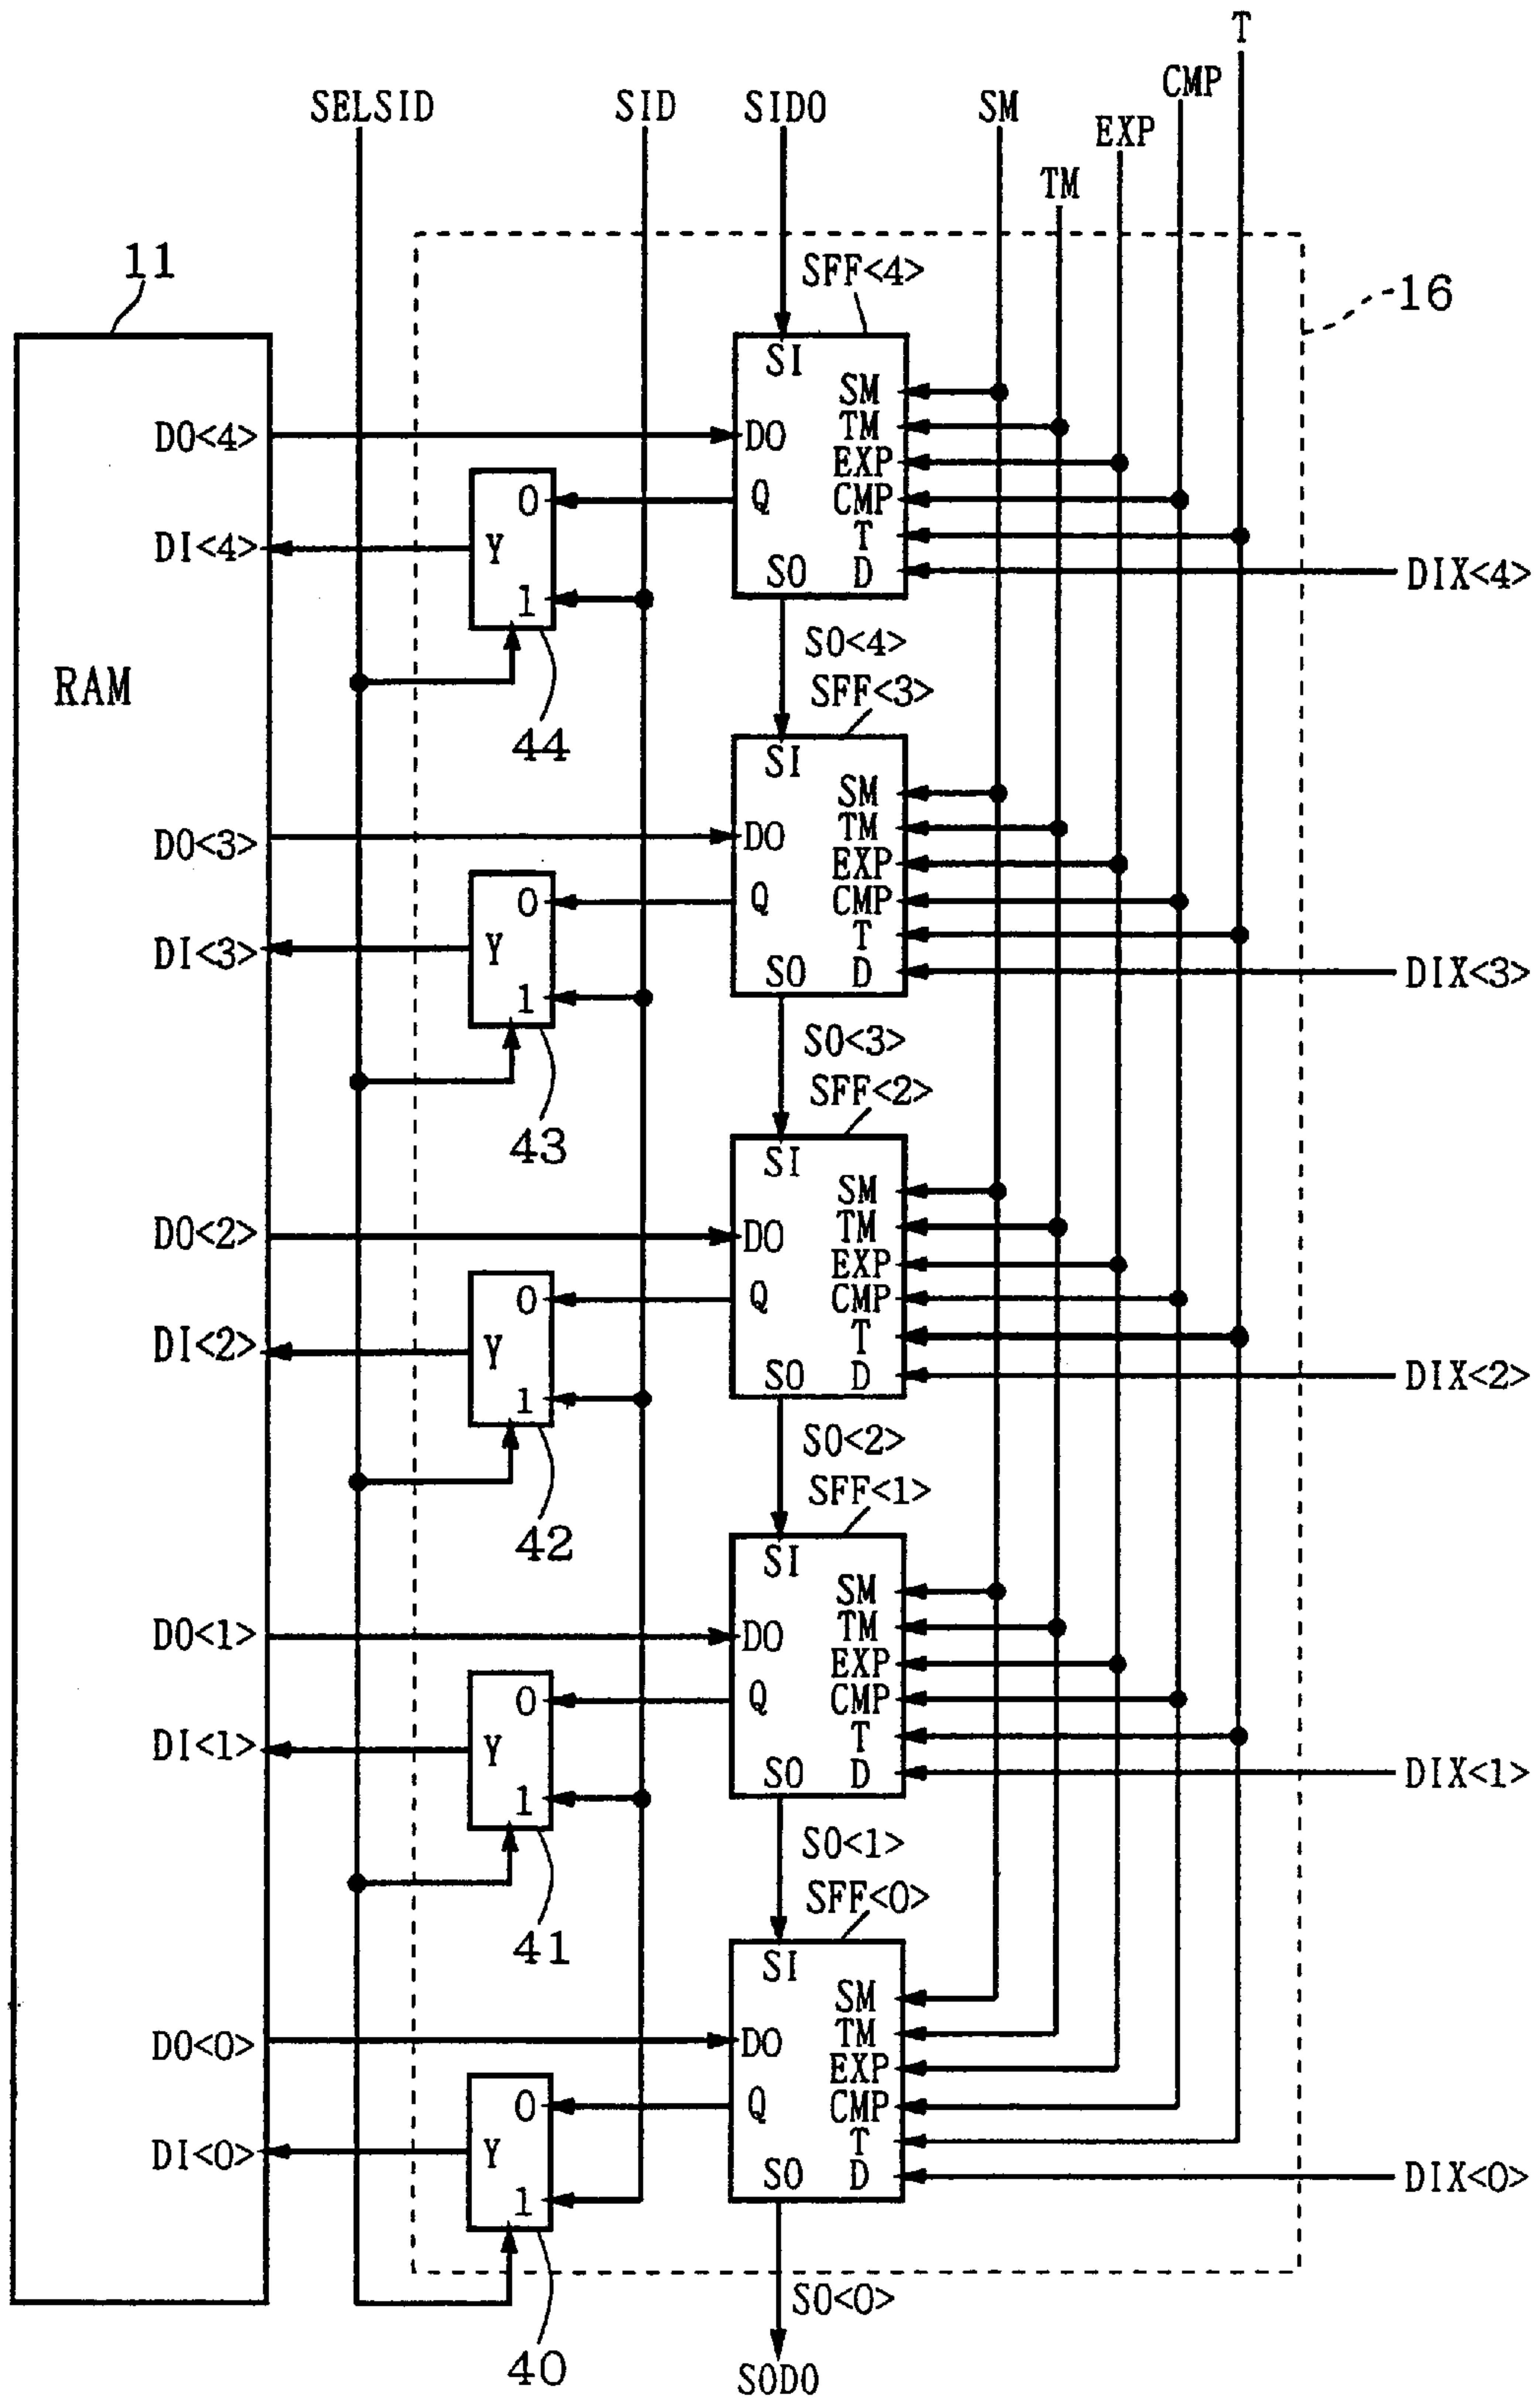 T
CMP
SELSID
SID
SIDO
SM
EXP
TM
11
SFF<4>
16
SI
SM
DO<4>
DO
TM
EXP
0
Q
CMP
DI<4>
Y
T
1
SO
D
DIX<4>
SO<4>
RAM
SFF<3>
44
SI
SM
DO<3>
DO
TM
EXP
0
Q
CMP
DI<3>
Y
T
1
SO
D
DIX<3>
SO<3>
SFF<2>
43
SI
SM
DO<2>
DO
TM
EXP
0
Q
CMP
DI<2>
Y
T
1
SO
D
DIX<2>
SO<2>
SFF<1>
42
SI
SM
DO<1>
DO
TM
EXP
0
Q
CMP
DI<1>
Y
T
1
SO
D
DIX<1>
SO<1>
SFF<0>
41
SI
SM
DO<0>
DO
TM
EXP
0
Q
CMP
DI<0>
Y
T
1
SO
D
DIX<0>
SO<0>
40
SODO